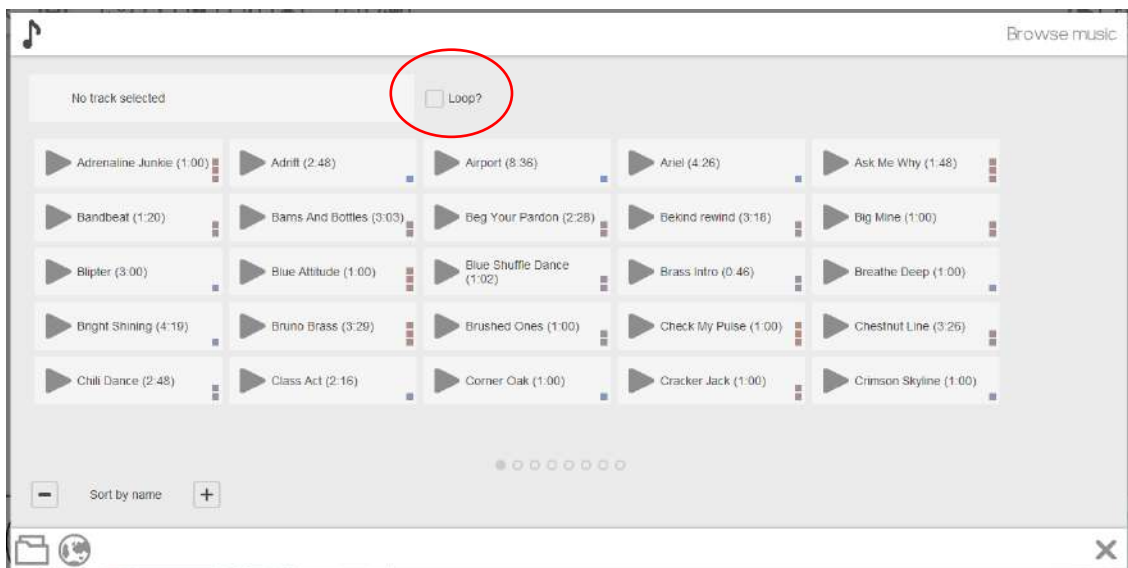 Browse music
No track selected
Loop?
Adrenaline Junkie (1:00)
Adrift (2:48)
Airport (8:36)
Ariel (4:26)
Ask Me Why (1:48)
Bandbeat (1:20)
Barns And Bottles (3:03)
Beg Your Pardon (2:28)
Bekind rewind (3:18)
Big Mine (1:00)
Blipter (3:00)
Blue Attitude (1:00)
Blue Shuffle Dance
(1:02)
Brass Intro (0:46)
Breathe Deep (1:00)
Bright Shining (4:19)
Bruno Brass (3:29)
Brushed Ones (1:00)
Check My Pulse (1:00)
Chestnut Line (3:26)
Chili Dance (2:48)
Class Act (2:16)
Corner Oak (1:00)
Cracker Jack (1:00)
Crimson Skyline (1:00)
Sort by name